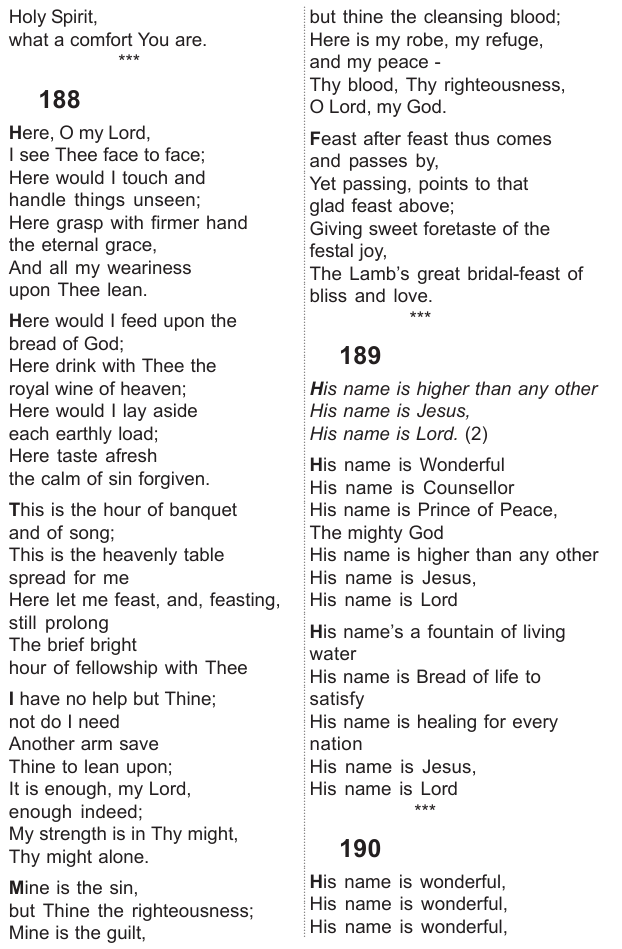 Holy Spirit,
what a comfort You are.
***
188
Here, O my Lord,
I see Thee face to face;
Here would I touch and
handle things unseen;
Here grasp with firmer hand
the eternal grace,
And all my weariness
upon Thee lean.
Here would I feed upon the
bread of God;
Here drink with Thee the
royal wine of heaven;
Here would I lay aside
each earthly load;
Here taste afresh
the calm of sin forgiven.
This is the hour of banquet
and of song;
This is the heavenly table
spread for me
Here let me feast, and, feasting,
still prolong
The brief bright
hour of fellowship with Thee
I have no help but Thine;
not do I need
Another arm save
Thine to lean upon;
It is enough, my Lord,
enough indeed;
My strength is in Thy might,
Thy might alone.
Mine is the sin,
but Thine the righteousness;
Mine is the guilt,
but thine the cleansing blood;
Here is my robe, my refuge,
and my peace -
Thy blood, Thy righteousness,
O Lord, my God.
Feast after feast thus comes
and passes by,
Yet passing, points to that
glad feast above;
Giving sweet foretaste of the
festal joy,
The Lamb's great bridal-feast of
bliss and love.
***
189
His name is higher than any other
His name is Jesus,
His name is Lord. (2)
His name is Wonderful
His name is Counsellor
His name is Prince of Peace,
The mighty God
His name is higher than any other
His name is Jesus,
His name is Lord
His name's a fountain of living
water
His name is Bread of life to
satisfy
His name is healing for every
nation
His name is Jesus,
His name is Lord
***
190
His name is wonderful,
His name is wonderful,
His name is wonderful,